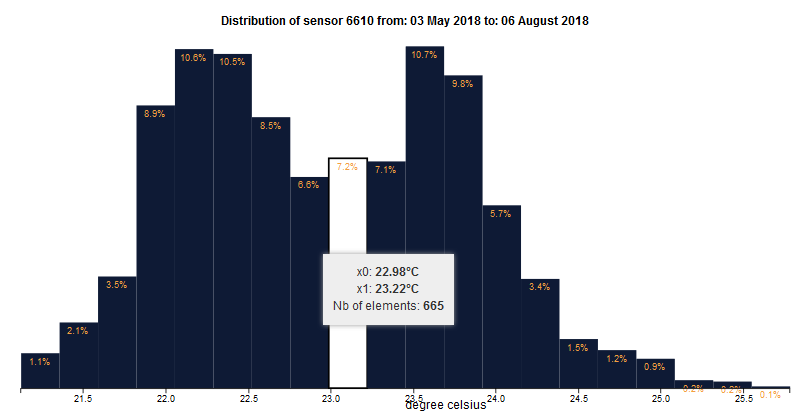 Distribution of sensor 6610 from: 03 May 2018 to: 06 August 2018
1.1% 2.1% 3.5% 8.9% 10.6% 10.5% 8.5% 6.6% 7.2% 7.1% 10.7% 9.8% 5.7% 3.4% 1.5% 1.2% 0.9% 0.2% 0.2% 0.1%
x0: 22.98°C
x1: 23.22°C
Nb of elements: 665
21.5 22.0 22.5 23.0 23.5 24.0 24.5 25.0 25.5
degree celsius